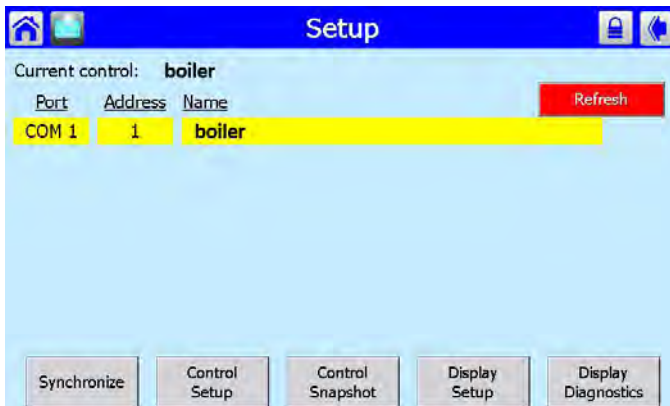 Setup
Current control: boiler
Port Address Name
Refresh
COM 1 1 boiler
Synchronize
Control
Setup
Control
Snapshot
Display
Setup
Display
Diagnostics